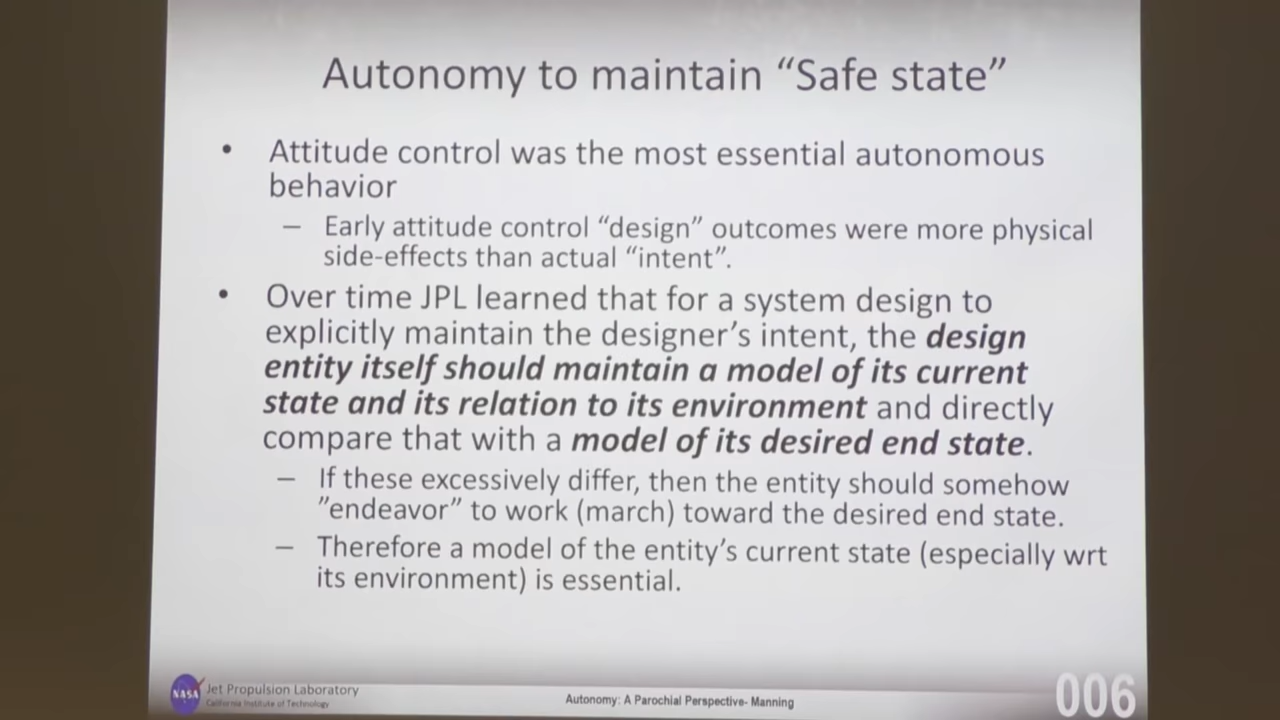 Autonomy to maintain “Safe state”
• Attitude control was the most essential autonomous
behavior
– Early attitude control “design” outcomes were more physical
side-effects than actual “intent”.
• Over time JPL learned that for a system design to
explicitly maintain the designer’s intent, the design
entity itself should maintain a model of its current
state and its relation to its environment and directly
compare that with a model of its desired end state.
– If these excessively differ, then the entity should somehow
”endeavor” to work (march) toward the desired end state.
– Therefore a model of the entity’s current state (especially wrt
its environment) is essential.
NASA
Jet Propulsion Laboratory
California Institute of Technology
Autonomy: A Parochial Perspective- Manning
006